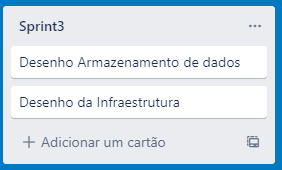 Sprint3
Desenho Armazenamento de dados
Desenho da Infraestrutura
Adicionar um cartão